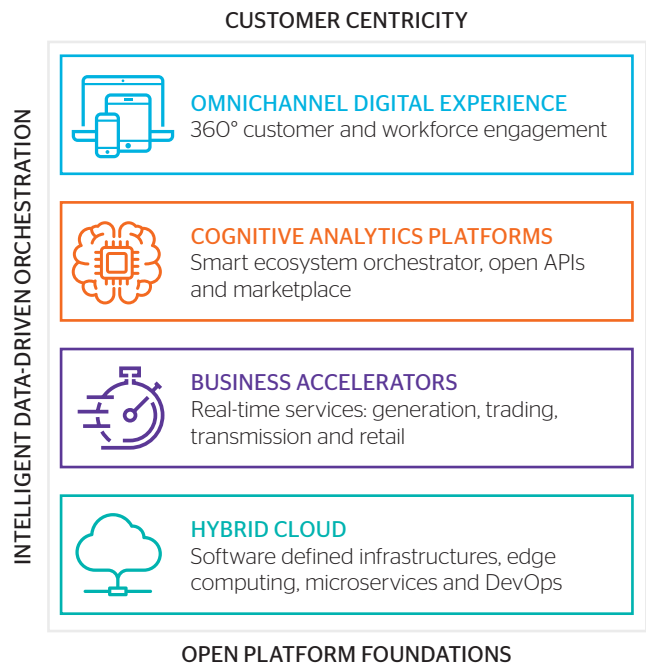 CUSTOMER CENTRICITY
INTELLIGENT DATA-DRIVEN ORCHESTRATION
OMNICHANNEL DIGITAL EXPERIENCE
360° customer and workforce engagement
COGNITIVE ANALYTICS PLATFORMS
Smart ecosystem orchestrator, open APIs
and marketplace
BUSINESS ACCELERATORS
Real-time services: generation, trading,
transmission and retail
HYBRID CLOUD
Software defined infrastructures, edge
computing, microservices and DevOps
OPEN PLATFORM FOUNDATIONS